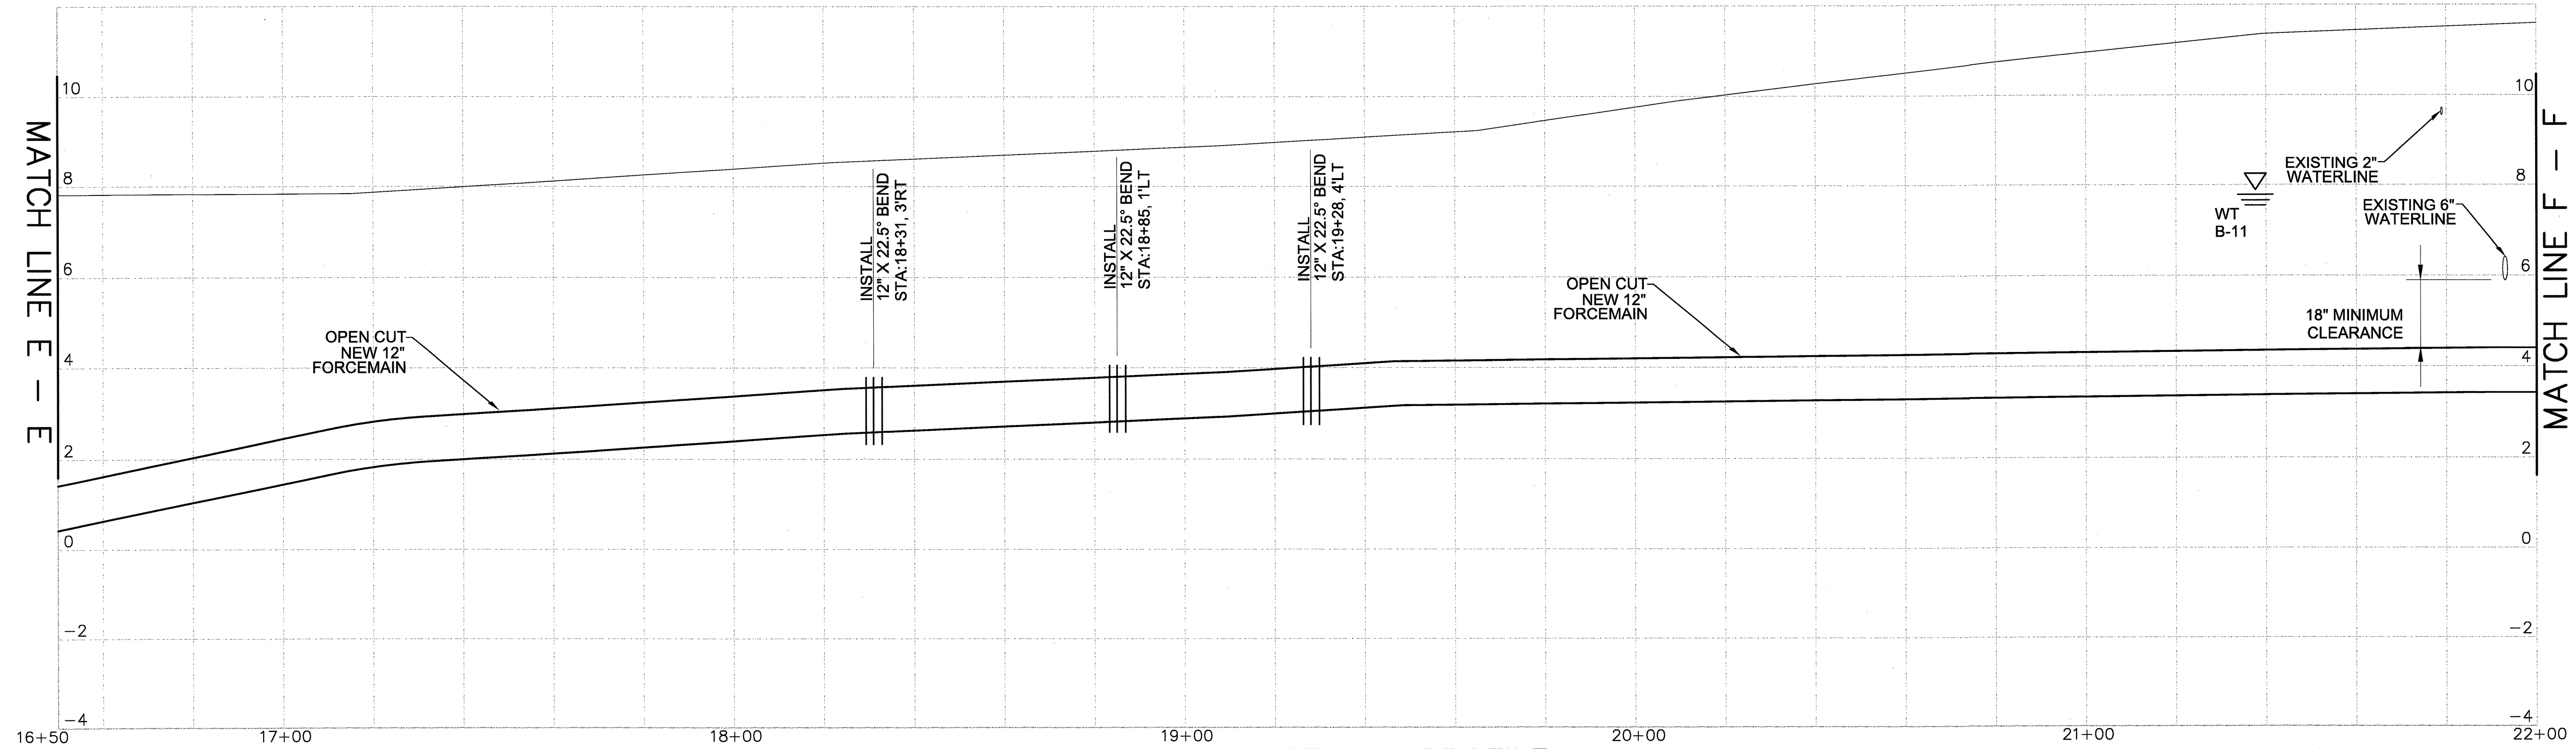 MATCH LINE E - E
10
8
6
4
2
0
-2
-4
OPEN CUT
NEW 12"
FORCEMAIN
INSTALL
12" X 22.5° BEND
STA:18+31, 3'RT
INSTALL
12" X 22.5° BEND
STA:18+85, 1'LT
INSTALL
12" X 22.5° BEND
STA:19+28, 4'LT
OPEN CUT
NEW 12"
FORCEMAIN
WT
B-11
EXISTING 2"
WATERLINE
EXISTING 6"
WATERLINE
18" MINIMUM
CLEARANCE
10
8
6
4
2
0
-2
-4
MATCH LINE F - F
16+50
17+00
18+00
19+00
20+00
21+00
22+00